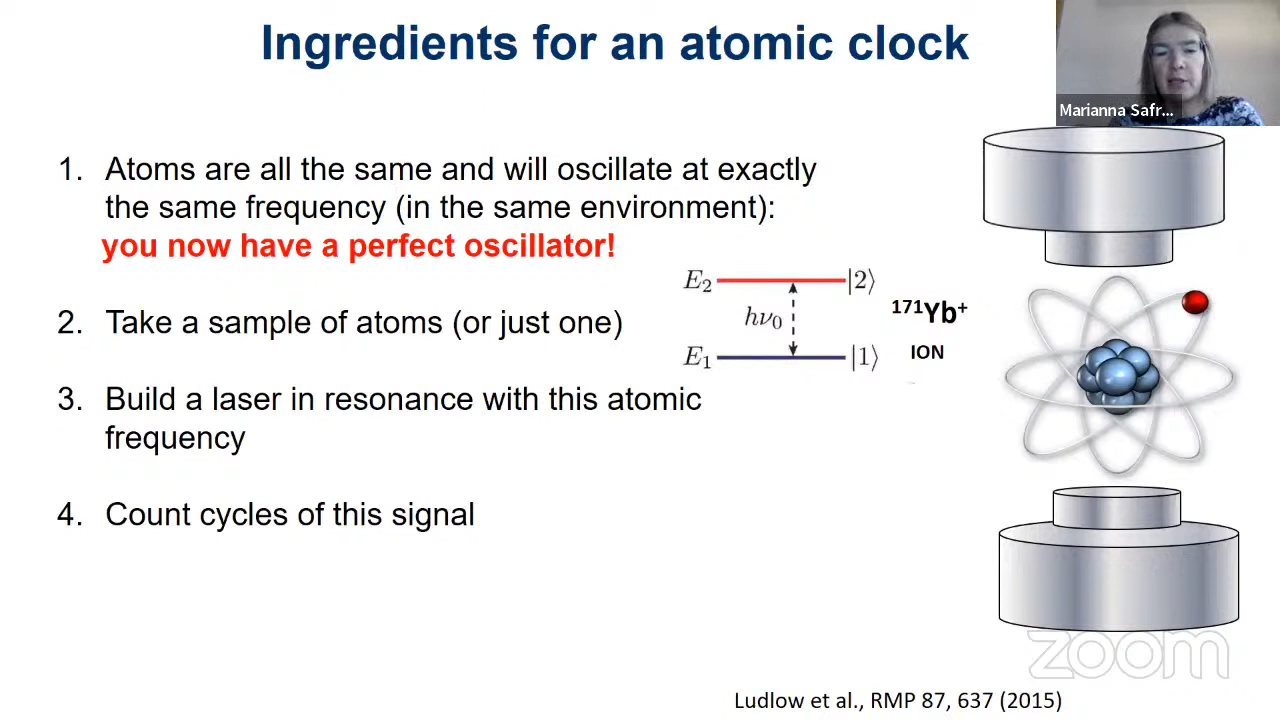 Ingredients for an atomic clock
Marianna Safr...
1. Atoms are all the same and will oscillate at exactly
the same frequency (in the same environment):
you now have a perfect oscillator!
E₂ |2⟩
hν₀
E₁ |1⟩
¹⁷¹Yb⁺
ION
2. Take a sample of atoms (or just one)
3. Build a laser in resonance with this atomic
frequency
4. Count cycles of this signal
zoom
Ludlow et al., RMP 87, 637 (2015)